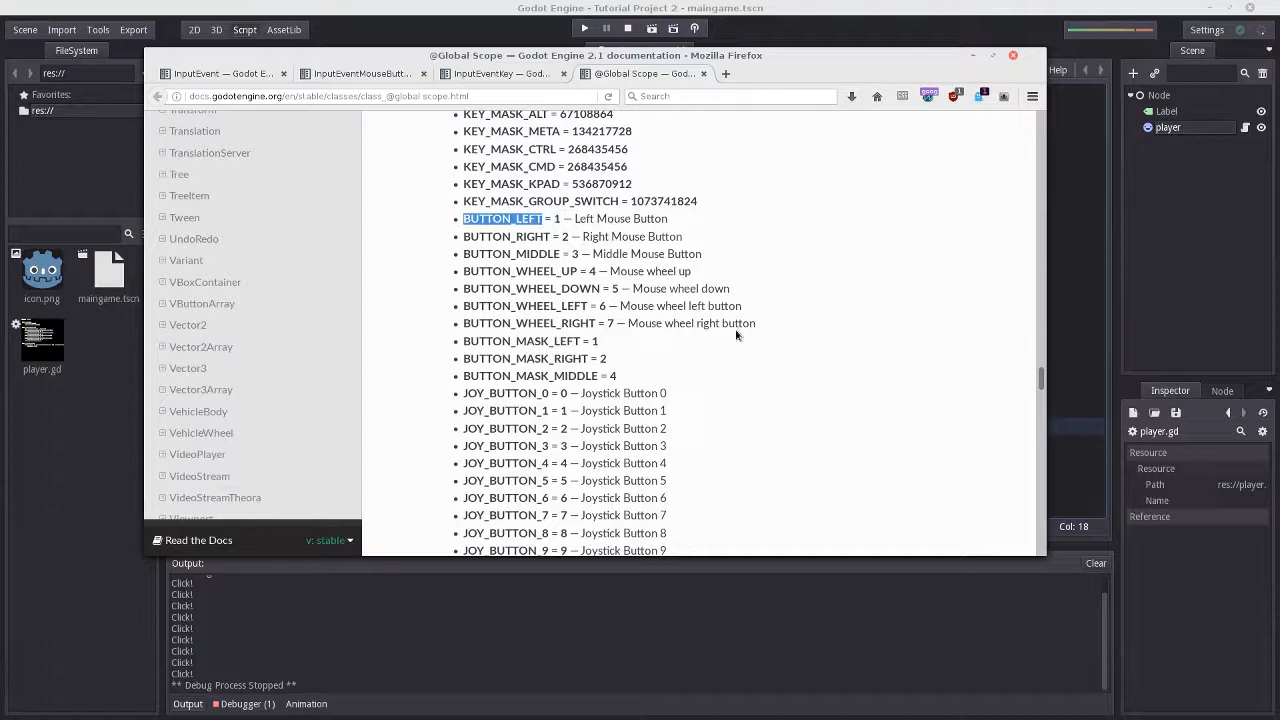 Godot Engine - Tutorial Project 2 - maingame.tscn
Scene Import Tools Export
2D 3D Script AssetLib
Settings
FileSystem
res://
Favorites:
res://
icon.png
maingame.tscn
player.gd
@Global Scope — Godot Engine 2.1 documentation - Mozilla Firefox
InputEvent — Godot E...
InputEventMouseButt...
InputEventKey — God...
@Global Scope — God...
docs.godotengine.org/en/stable/classes/class_@global scope.html
Search
goog
1
1
Translation
TranslationServer
Tree
TreeItem
Tween
UndoRedo
Variant
VBoxContainer
VButtonArray
Vector2
Vector2Array
Vector3
Vector3Array
VehicleBody
VehicleWheel
VideoPlayer
VideoStream
VideoStreamTheora
Viewport
Read the Docs
v: stable
KEY_MASK_ALT = 67108864
KEY_MASK_META = 134217728
KEY_MASK_CTRL = 268435456
KEY_MASK_CMD = 268435456
KEY_MASK_KPAD = 536870912
KEY_MASK_GROUP_SWITCH = 1073741824
BUTTON_LEFT = 1 — Left Mouse Button
BUTTON_RIGHT = 2 — Right Mouse Button
BUTTON_MIDDLE = 3 — Middle Mouse Button
BUTTON_WHEEL_UP = 4 — Mouse wheel up
BUTTON_WHEEL_DOWN = 5 — Mouse wheel down
BUTTON_WHEEL_LEFT = 6 — Mouse wheel left button
BUTTON_WHEEL_RIGHT = 7 — Mouse wheel right button
BUTTON_MASK_LEFT = 1
BUTTON_MASK_RIGHT = 2
BUTTON_MASK_MIDDLE = 4
JOY_BUTTON_0 = 0 — Joystick Button 0
JOY_BUTTON_1 = 1 — Joystick Button 1
JOY_BUTTON_2 = 2 — Joystick Button 2
JOY_BUTTON_3 = 3 — Joystick Button 3
JOY_BUTTON_4 = 4 — Joystick Button 4
JOY_BUTTON_5 = 5 — Joystick Button 5
JOY_BUTTON_6 = 6 — Joystick Button 6
JOY_BUTTON_7 = 7 — Joystick Button 7
JOY_BUTTON_8 = 8 — Joystick Button 8
JOY_BUTTON_9 = 9 — Joystick Button 9
Help
Col: 18
Output:
Clear
Click!
Click!
Click!
Click!
Click!
Click!
Click!
Click!
Click!
** Debug Process Stopped **
Output
Debugger (1)
Animation
Scene
Node
Label
player
Inspector
Node
player.gd
Resource
Resource
Path
res://player.
Name
Reference